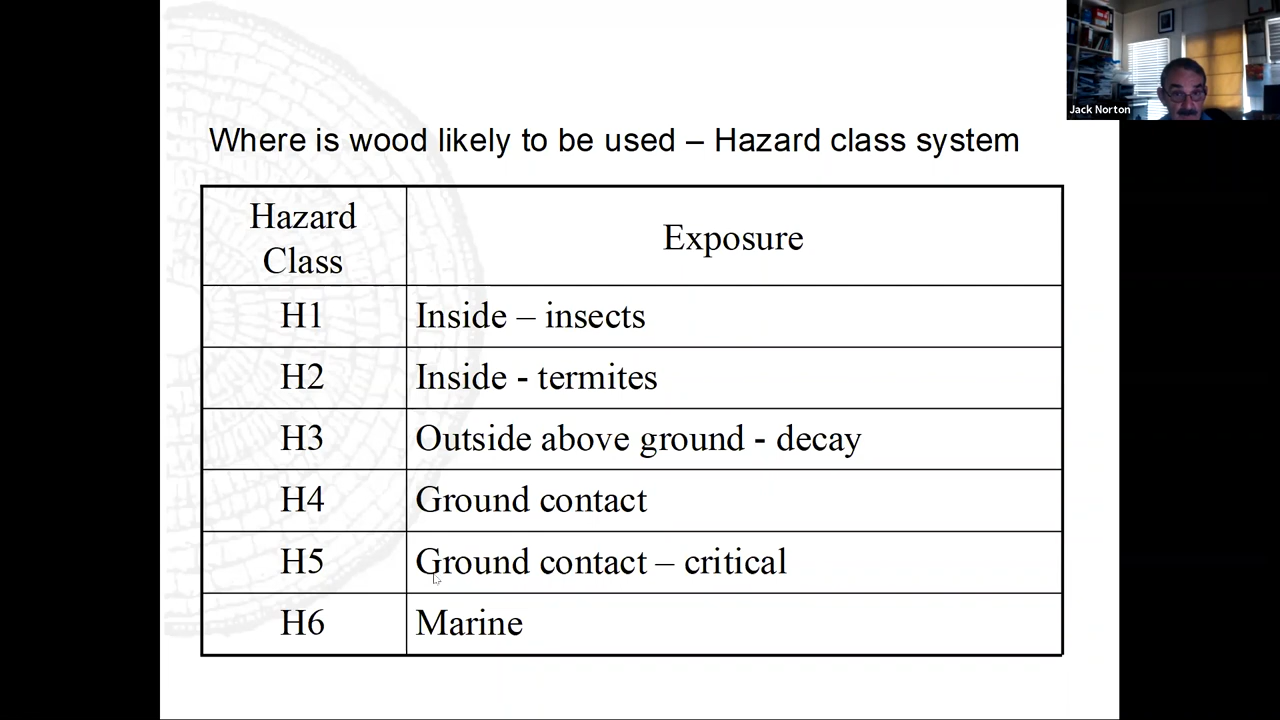 Jack Norton
Where is wood likely to be used – Hazard class system
Hazard
Class
Exposure
H1
Inside – insects
H2
Inside - termites
H3
Outside above ground - decay
H4
Ground contact
H5
Ground contact – critical
H6
Marine